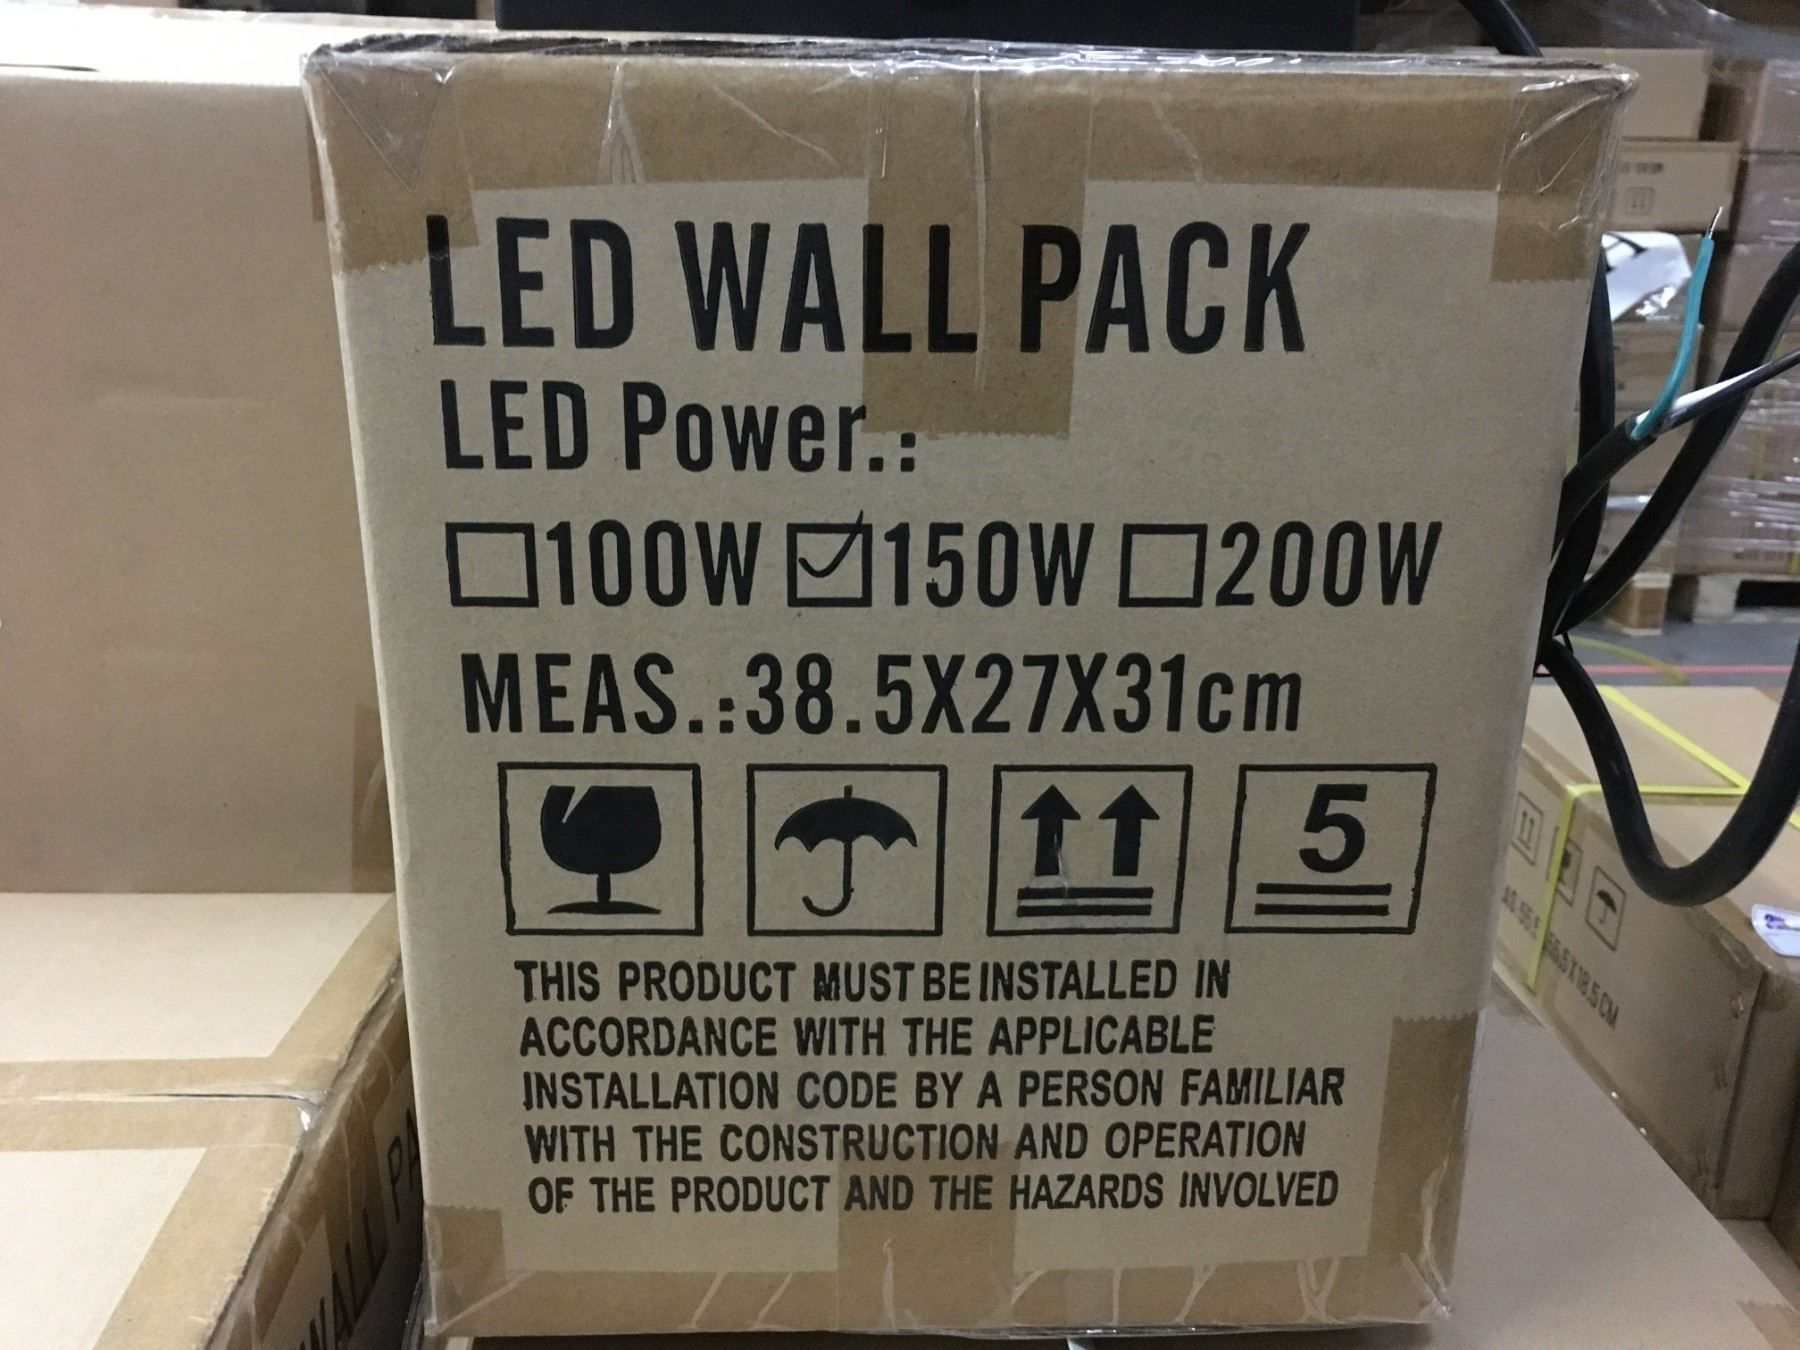 LED WALL PACK
LED Power.:
100W 150W 200W
MEAS.:38.5X27X31cm
5
THIS PRODUCT MUST BE INSTALLED IN
ACCORDANCE WITH THE APPLICABLE
INSTALLATION CODE BY A PERSON FAMILIAR
WITH THE CONSTRUCTION AND OPERATION
OF THE PRODUCT AND THE HAZARDS INVOLVED
WALL